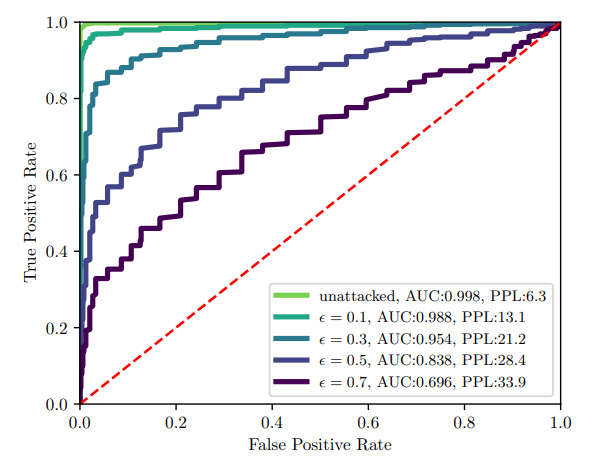 1.0
0.8
0.6
0.4
0.2
0.0
True Positive Rate
unattacked, AUC:0.998, PPL:6.3
ϵ = 0.1, AUC:0.988, PPL:13.1
ϵ = 0.3, AUC:0.954, PPL:21.2
ϵ = 0.5, AUC:0.838, PPL:28.4
ϵ = 0.7, AUC:0.696, PPL:33.9
0.0 0.2 0.4 0.6 0.8 1.0
False Positive Rate